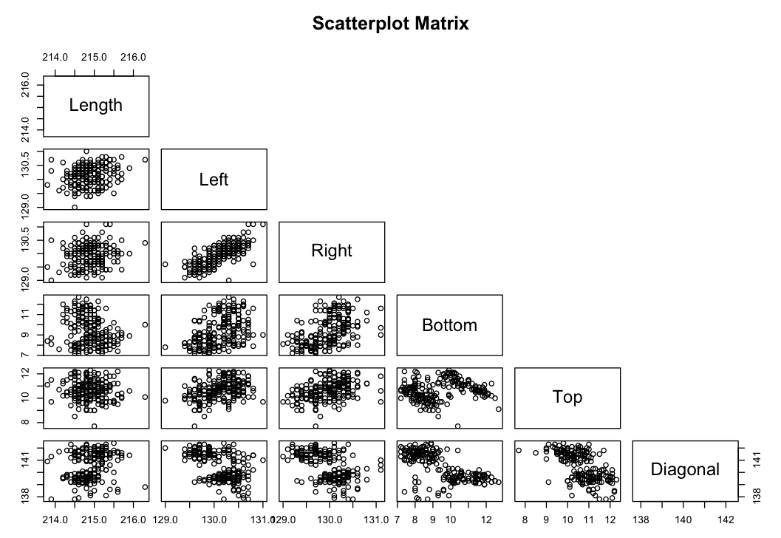 Scatterplot Matrix
214.0 215.0 216.0
214.0 216.0
Length
129.0 130.5
Left
129.0 130.5
Right
7 9 11
Bottom
8 10 12
Top
138 141
Diagonal
138 141
214.0 215.0 216.0
129.0 130.0 131.0
129.0 130.0 131.0
7 8 9 10 12
8 9 10 11 12
138 140 142